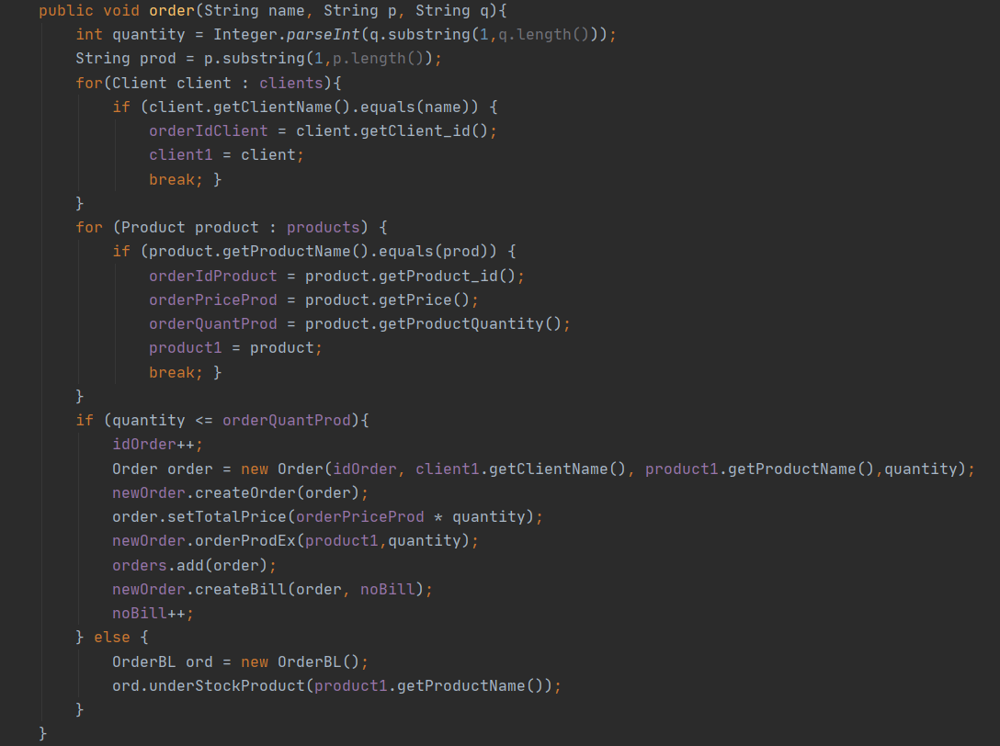 public void order(String name, String p, String q){
    int quantity = Integer.parseInt(q.substring(1,q.length()));
    String prod = p.substring(1,p.length());
    for(Client client : clients){
        if (client.getClientName().equals(name)) {
            orderIdClient = client.getClient_id();
            client1 = client;
            break; }
    }
    for (Product product : products) {
        if (product.getProductName().equals(prod)) {
            orderIdProduct = product.getProduct_id();
            orderPriceProd = product.getPrice();
            orderQuantProd = product.getProductQuantity();
            product1 = product;
            break; }
    }
    if (quantity <= orderQuantProd){
        idOrder++;
        Order order = new Order(idOrder, client1.getClientName(), product1.getProductName(),quantity);
        newOrder.createOrder(order);
        order.setTotalPrice(orderPriceProd * quantity);
        newOrder.orderProdEx(product1,quantity);
        orders.add(order);
        newOrder.createBill(order, noBill);
        noBill++;
    } else {
        OrderBL ord = new OrderBL();
        ord.underStockProduct(product1.getProductName());
    }
}